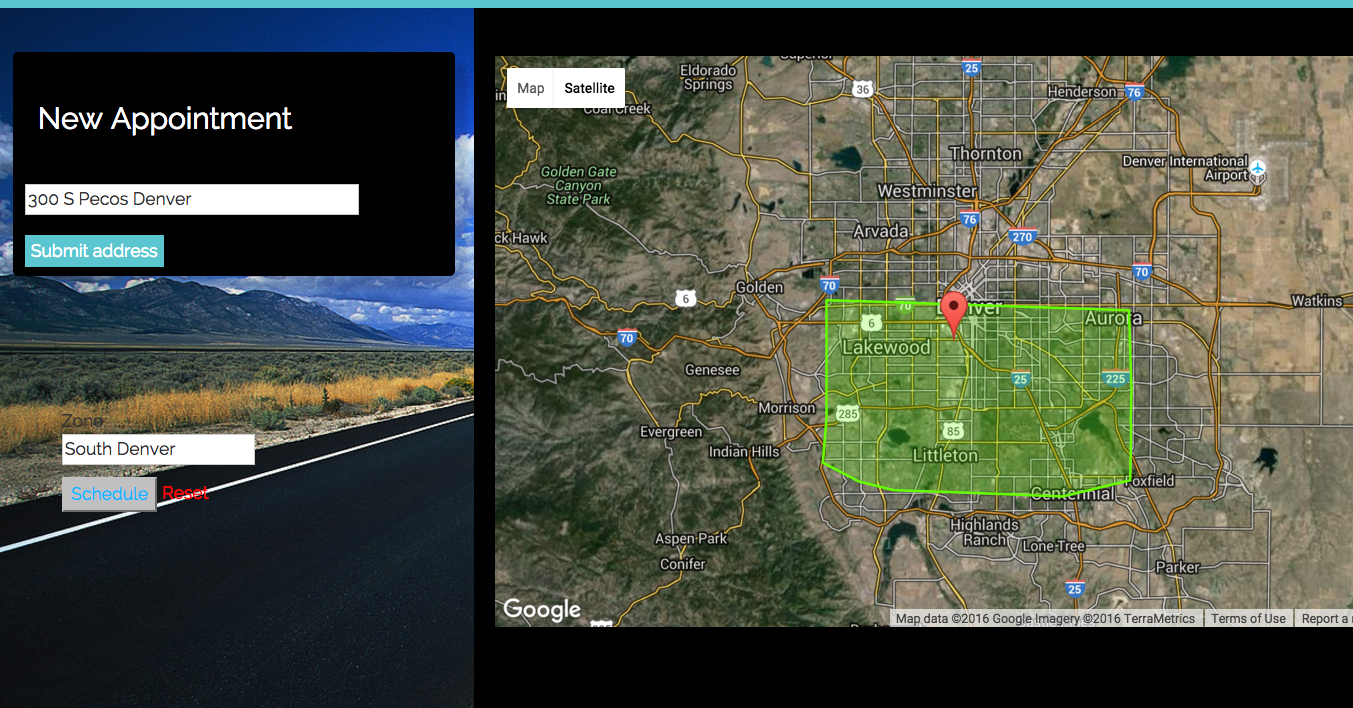 New Appointment
300 S Pecos Denver
Submit address
Zone
South Denver
Schedule Reset
Map Satellite
Superior
Eldorado
Springs
Coal Creek
25
36
Henderson
76
Thornton
Denver International
Airport
Golden Gate
Canyon
State Park
Westminster
76
270
Arvada
ck Hawk
70
70
Golden
6
Watkins
70
Denver
Aurora
6
70
Lakewood
Genesee
25
225
Morrison
285
Evergreen
85
Indian Hills
Littleton
Foxfield
Centennial
Highlands
Ranch
Aspen Park
Lone Tree
Conifer
Parker
25
Google
Map data ©2016 Google Imagery ©2016 TerraMetrics
Terms of Use
Report a